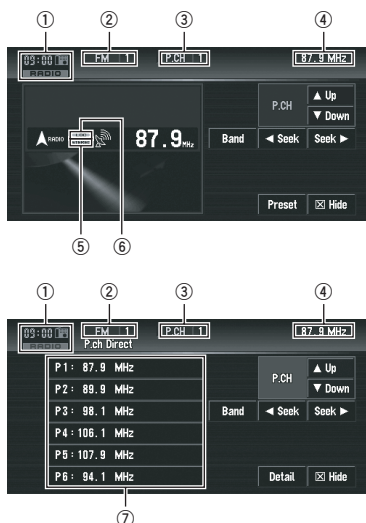 ① ② ③ ④
09:00 FM 1 P.CH 1 87.9 MHz
RADIO
P.CH ▲ Up
▼ Down
RADIO 87.9 MHz Band ◄ Seek Seek ►
Preset ☒ Hide
⑤ ⑥
① ② ③ ④
09:00 FM 1 P.CH 1 87.9 MHz
RADIO P.ch Direct
P1: 87.9 MHz
P.CH ▲ Up
P2: 89.9 MHz ▼ Down
P3: 98.1 MHz Band ◄ Seek Seek ►
P4:106.1 MHz
P5:107.9 MHz
P6: 94.1 MHz Detail ☒ Hide
⑦